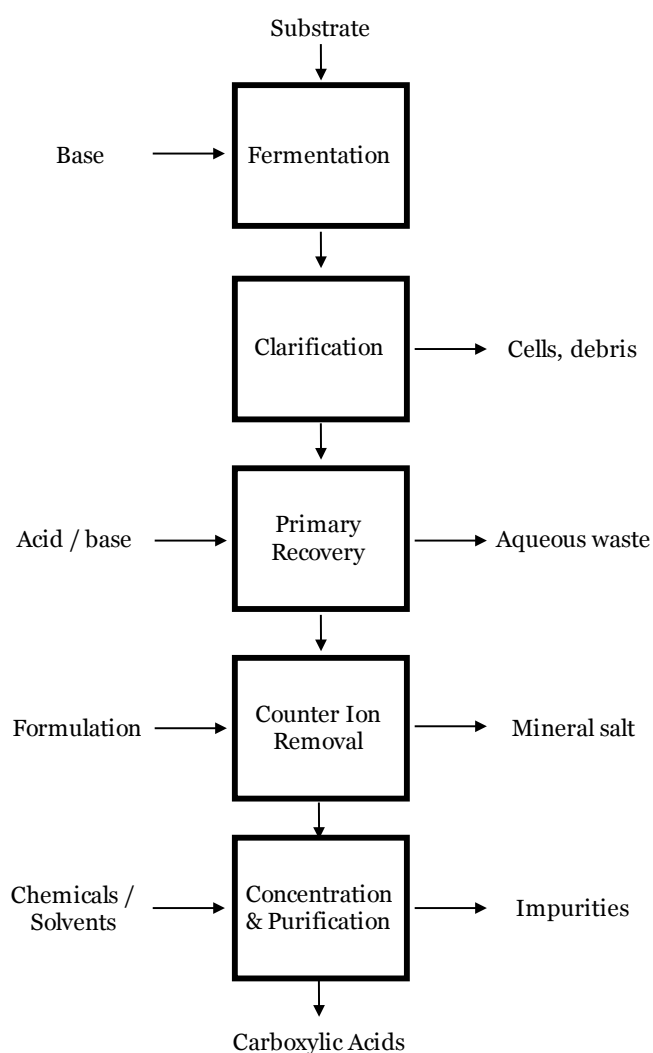 Substrate
Base
Fermentation
Clarification
Cells, debris
Acid / base
Primary
Recovery
Aqueous waste
Formulation
Counter Ion
Removal
Mineral salt
Chemicals /
Solvents
Concentration
& Purification
Impurities
Carboxylic Acids